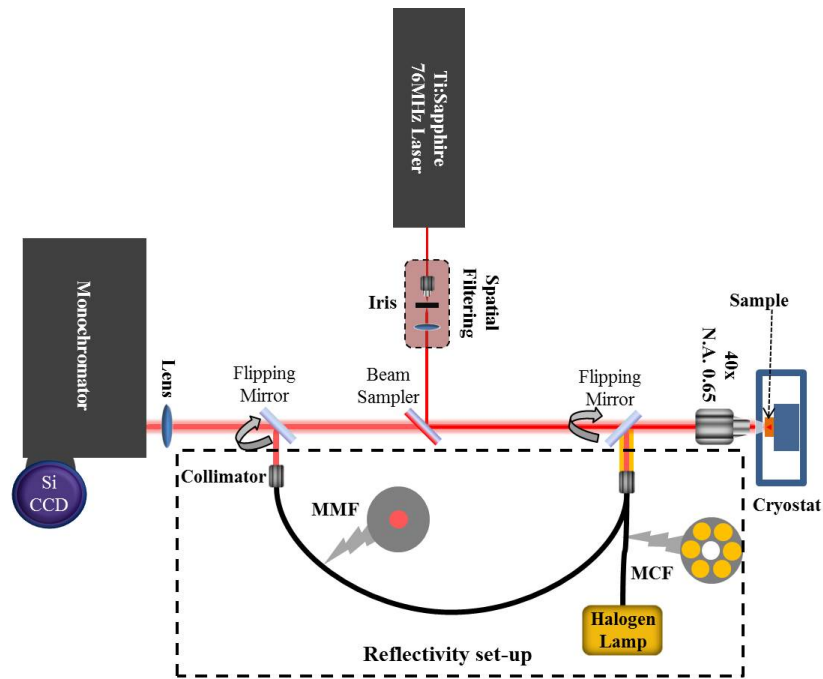 Ti:Sapphire
76MHz Laser
Spatial
Filtering
Iris
Monochromator
Lens
Flipping
Mirror
Beam
Sampler
Flipping
Mirror
40x
N.A. 0.65
Sample
Si
CCD
Collimator
MMF
MCF
Cryostat
Halogen
Lamp
Reflectivity set-up